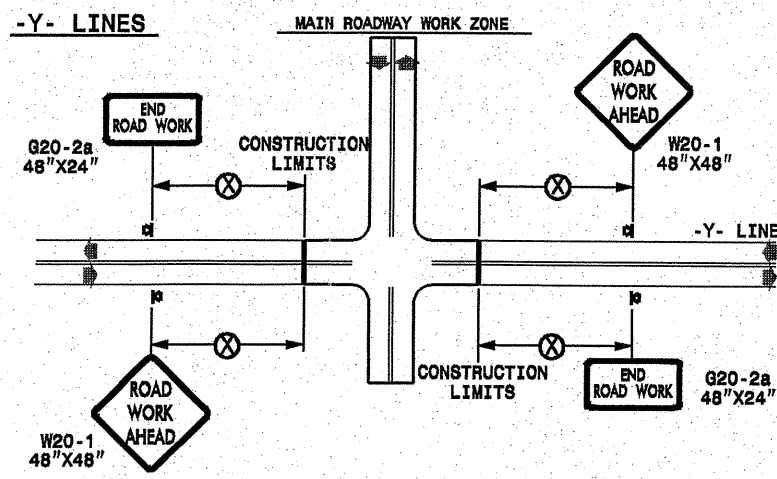 -Y- LINES
MAIN ROADWAY WORK ZONE
END
ROAD WORK
G20-2a
48"X24"
CONSTRUCTION
LIMITS
X
ROAD
WORK
AHEAD
W20-1
48"X48"
X
-Y- LINE
X
ROAD
WORK
AHEAD
W20-1
48"X48"
X
CONSTRUCTION
LIMITS
END
ROAD WORK
G20-2a
48"X24"